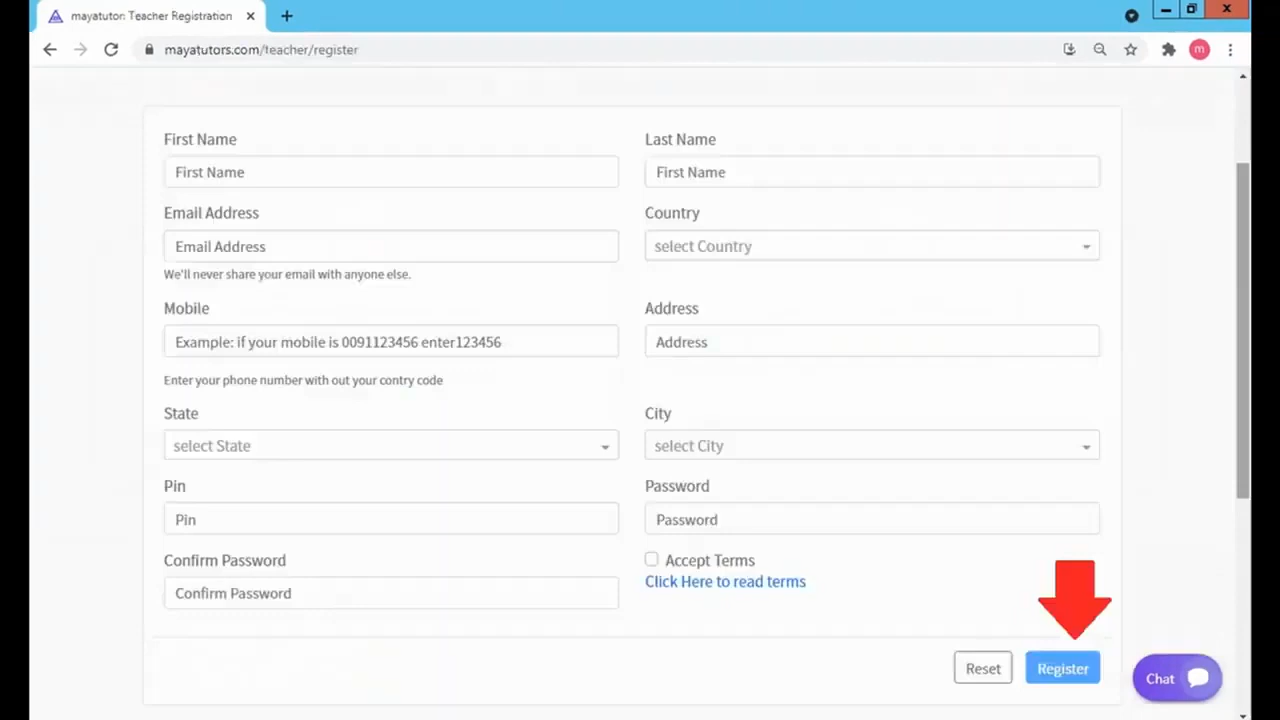 mayatutor: Teacher Registration
mayatutors.com/teacher/register
m
First Name
Last Name
First Name
First Name
Email Address
Country
Email Address
select Country
We'll never share your email with anyone else.
Mobile
Address
Example: if your mobile is 0091123456 enter123456
Address
Enter your phone number with out your contry code
State
City
select State
select City
Pin
Password
Pin
Password
Confirm Password
Accept Terms
Click Here to read terms
Confirm Password
Reset
Register
Chat